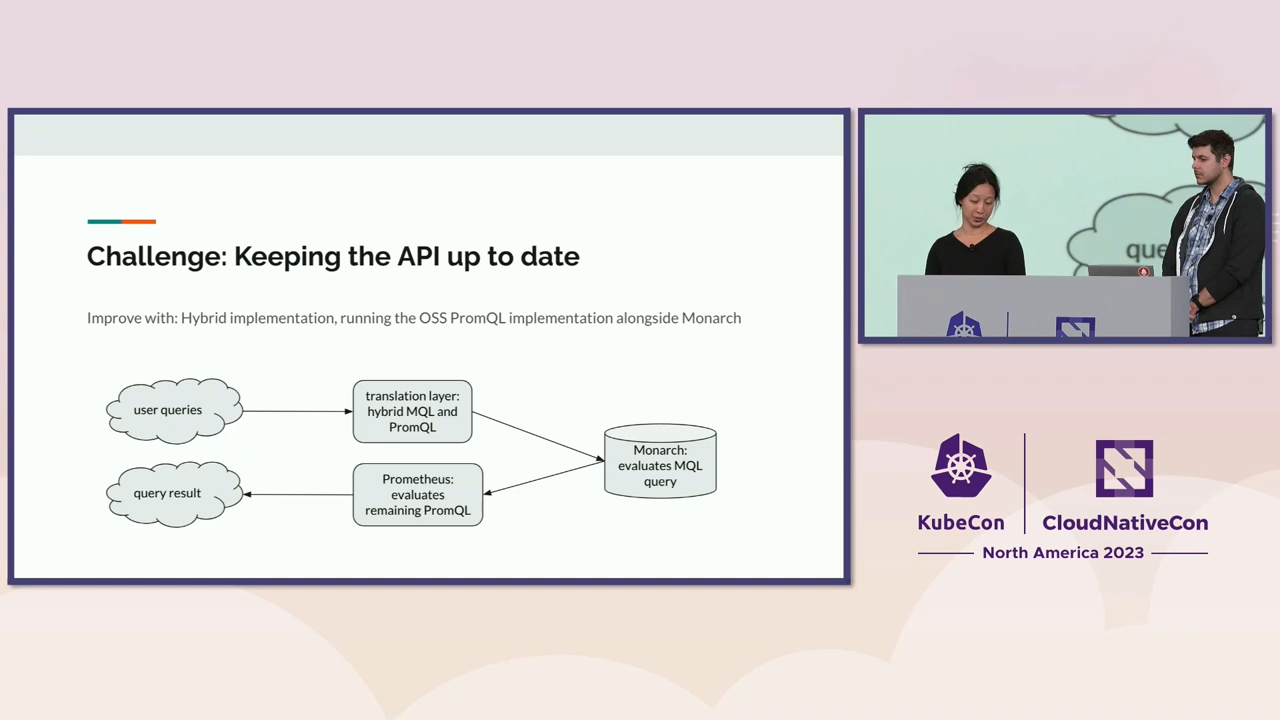 Challenge: Keeping the API up to date
Improve with: Hybrid implementation, running the OSS PromQL implementation alongside Monarch
user queries
translation layer:
hybrid MQL and
PromQL
Monarch:
evaluates MQL
query
Prometheus:
evaluates
remaining PromQL
query result
que
KubeCon
CloudNativeCon
North America 2023